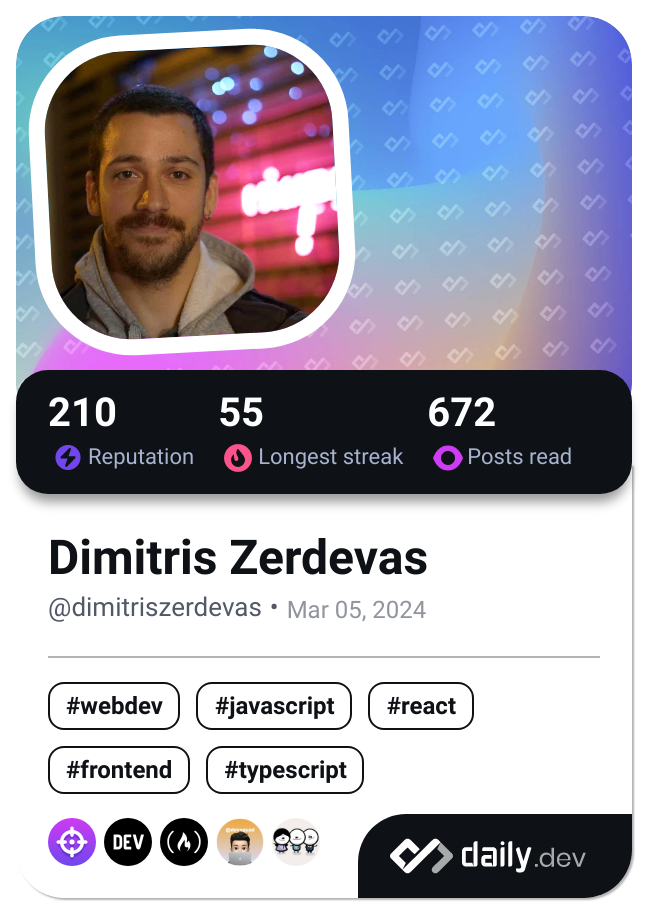 210 55 672
Reputation Longest streak Posts read
Dimitris Zerdevas
@dimitriszerdevas • Mar 05, 2024
#webdev #javascript #react
#frontend #typescript
DEV
daily.dev